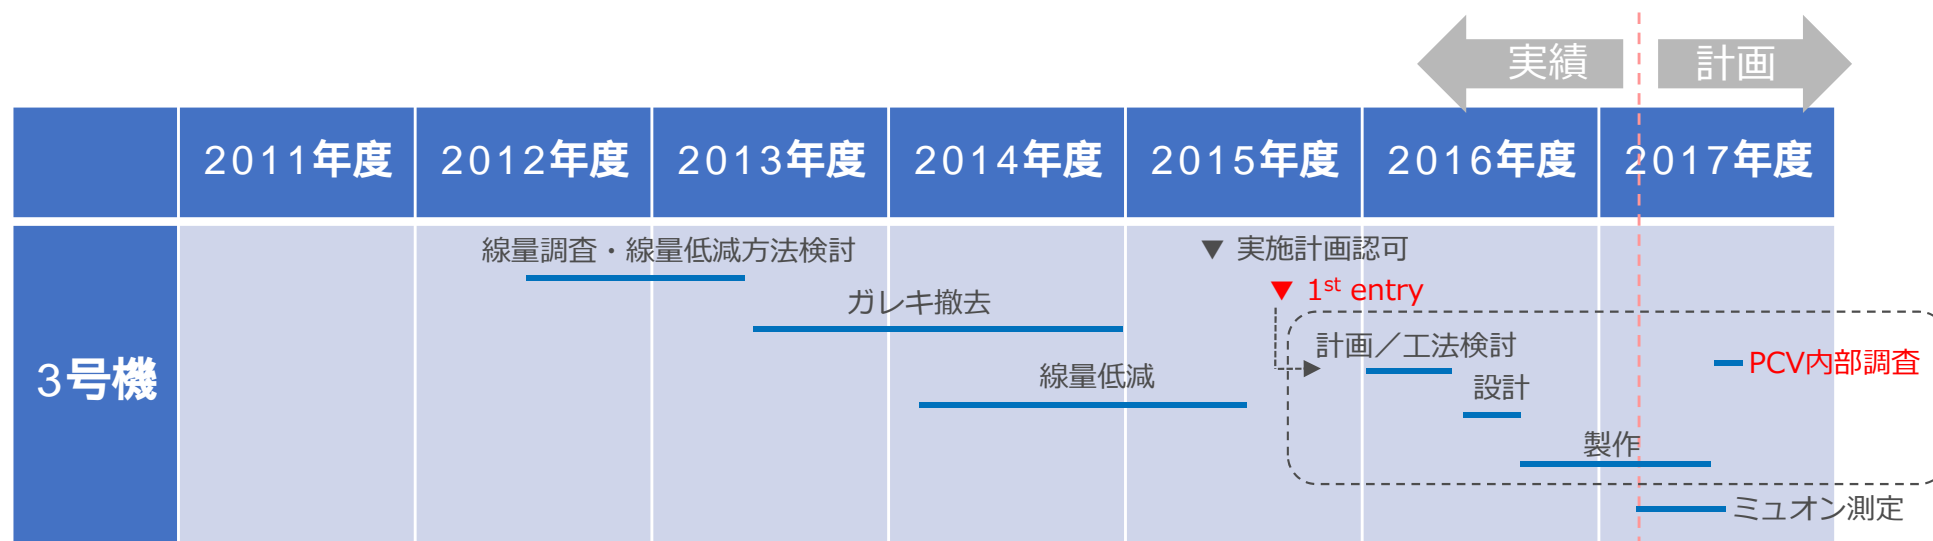 実績
計画
2011年度
2012年度
2013年度
2014年度
2015年度
2016年度
2017年度
3号機
線量調査・線量低減方法検討
▼ 実施計画認可
▼ 1st entry
ガレキ撤去
計画／工法検討
PCV内部調査
線量低減
設計
製作
ミュオン測定